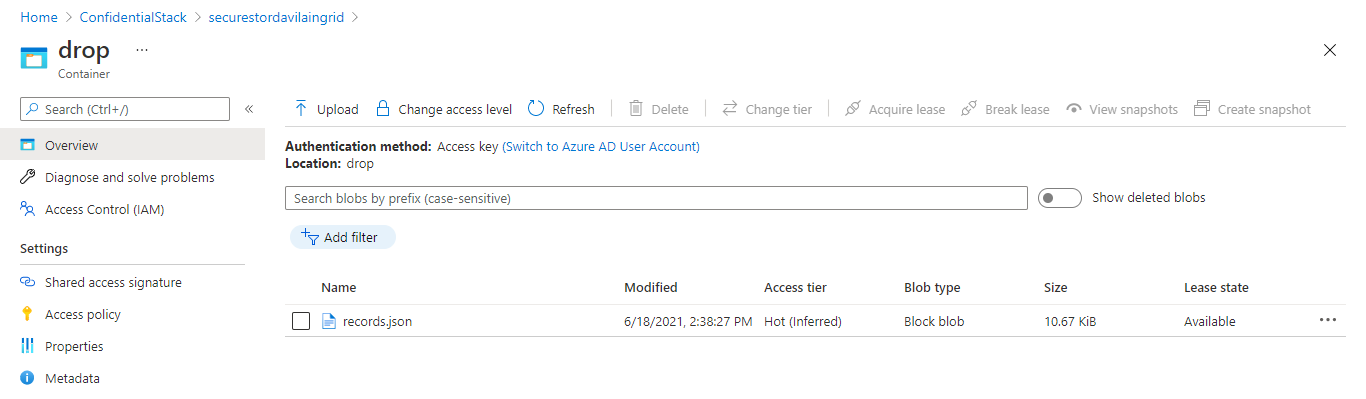 Home > ConfidentialStack > securestordavilaingrid >
drop ...
Container
Search (Ctrl+/) «
Overview
Diagnose and solve problems
Access Control (IAM)
Settings
Shared access signature
Access policy
Properties
Metadata
Upload Change access level Refresh Delete Change tier Acquire lease Break lease View snapshots Create snapshot
Authentication method: Access key (Switch to Azure AD User Account)
Location: drop
Search blobs by prefix (case-sensitive) Show deleted blobs
Add filter
Name Modified Access tier Blob type Size Lease state
records.json 6/18/2021, 2:38:27 PM Hot (Inferred) Block blob 10.67 KiB Available ...